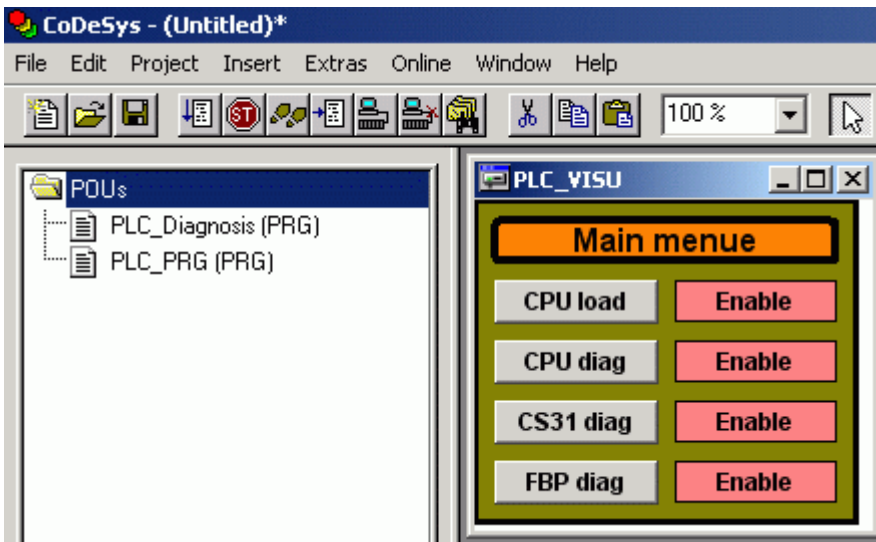 CoDeSys - (Untitled)*
File Edit Project Insert Extras Online Window Help
ST 100 %
POUs
PLC_Diagnosis (PRG)
PLC_PRG (PRG)
PLC_VISU
Main menue
CPU load Enable
CPU diag Enable
CS31 diag Enable
FBP diag Enable